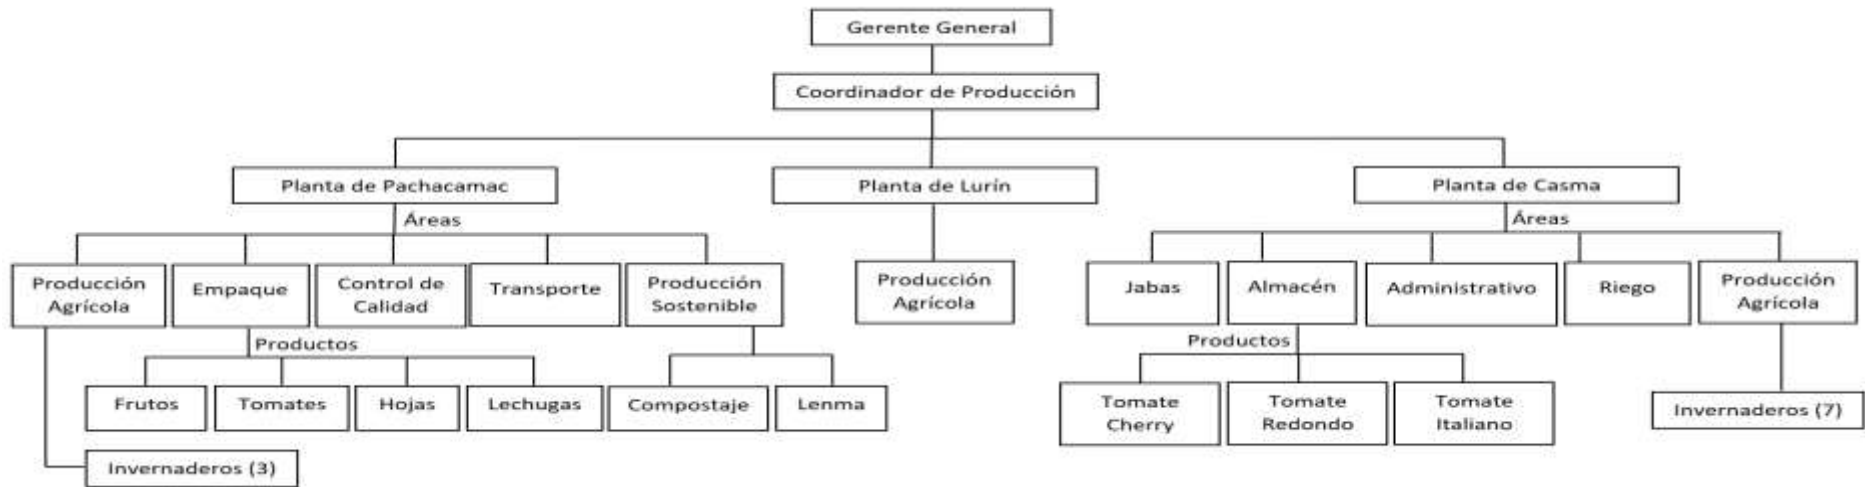 Gerente General
Coordinador de Producción
Planta de Pachacamac
Planta de Lurín
Planta de Casma
Áreas
Áreas
Producción
Agrícola
Empaque
Control de
Calidad
Transporte
Producción
Sostenible
Producción
Agrícola
Jabas
Almacén
Administrativo
Riego
Producción
Agrícola
Productos
Productos
Frutos
Tomates
Hojas
Lechugas
Compostaje
Lenma
Tomate
Cherry
Tomate
Redondo
Tomate
Italiano
Invernaderos (7)
Invernaderos (3)